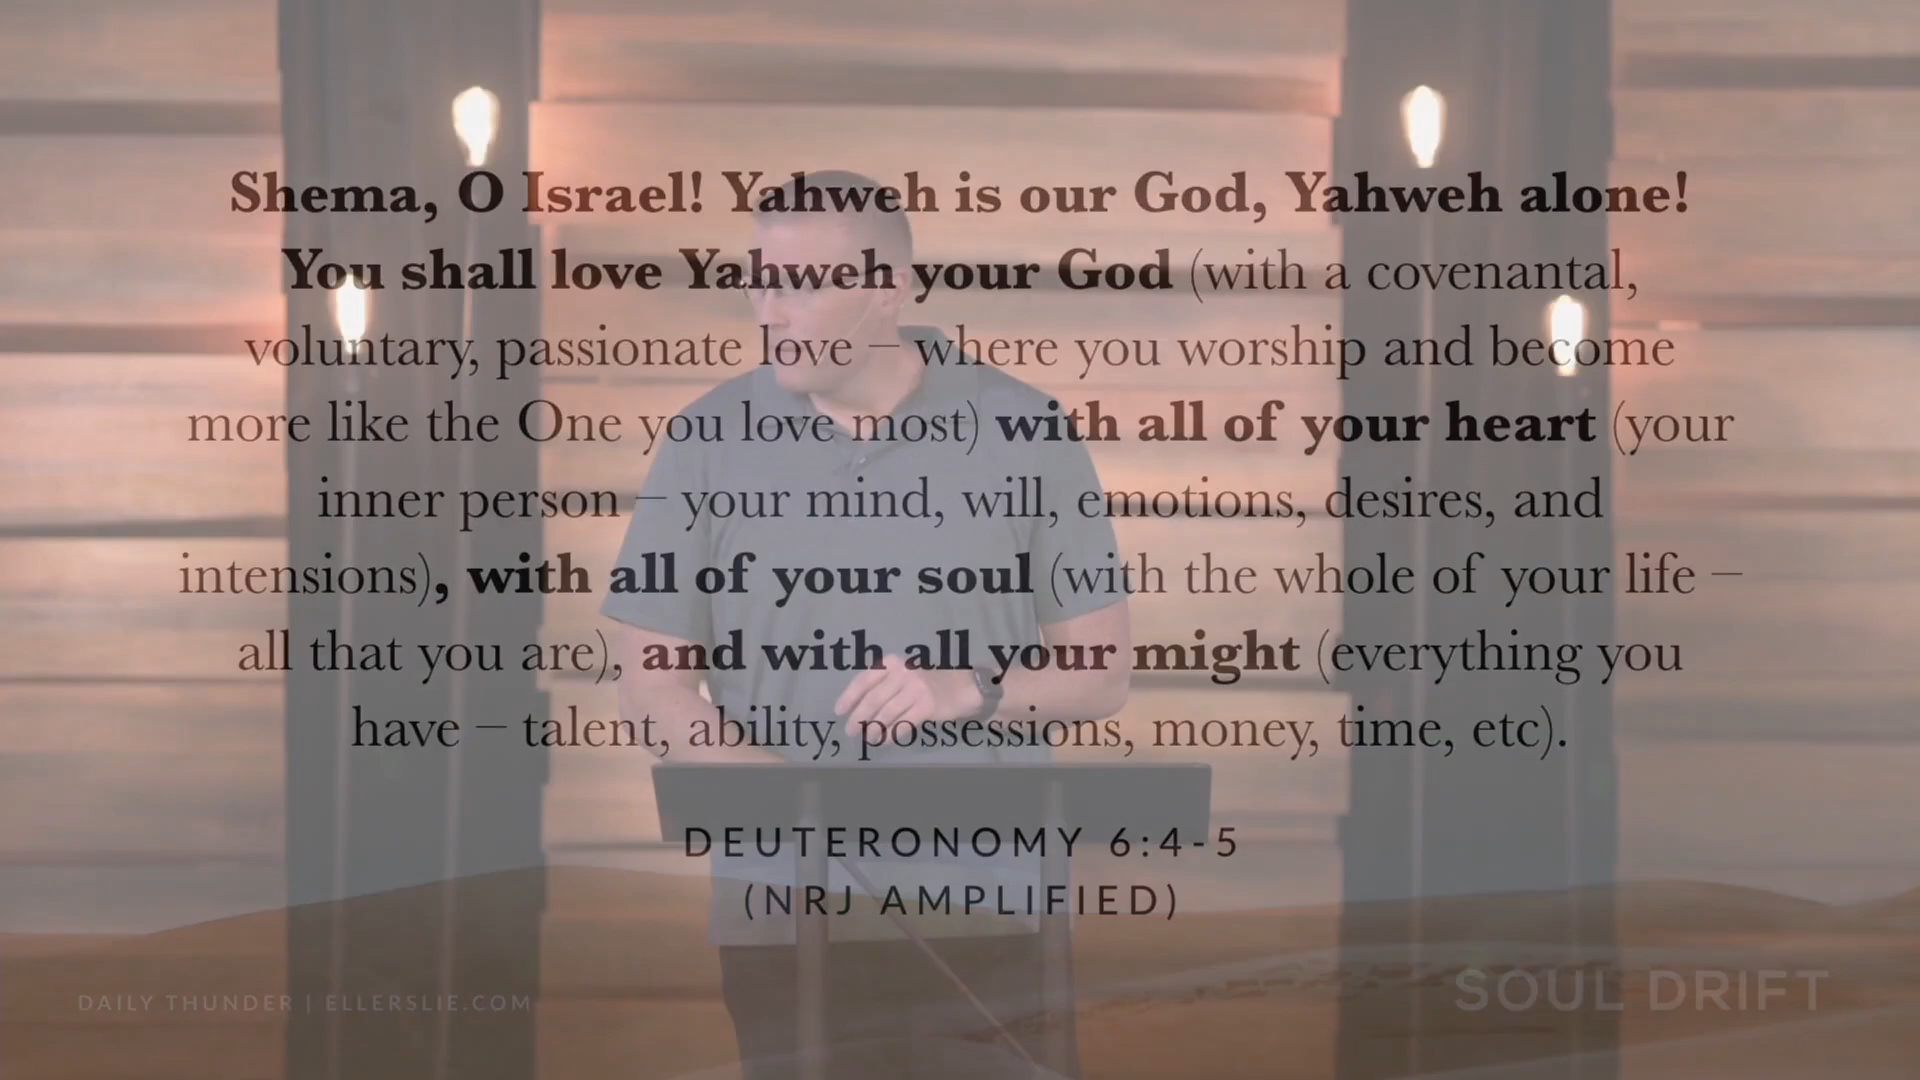 Shema, O Israel! Yahweh is our God, Yahweh alone!
You shall love Yahweh your God (with a covenantal,
voluntary, passionate love – where you worship and become
more like the One you love most) with all of your heart (your
inner person – your mind, will, emotions, desires, and
intensions), with all of your soul (with the whole of your life –
all that you are), and with all your might (everything you
have – talent, ability, possessions, money, time, etc).
DEUTERONOMY 6:4-5
(NRJ AMPLIFIED)
DAILY THUNDER | ELLERSLIE.COM
SOUL DRIFT